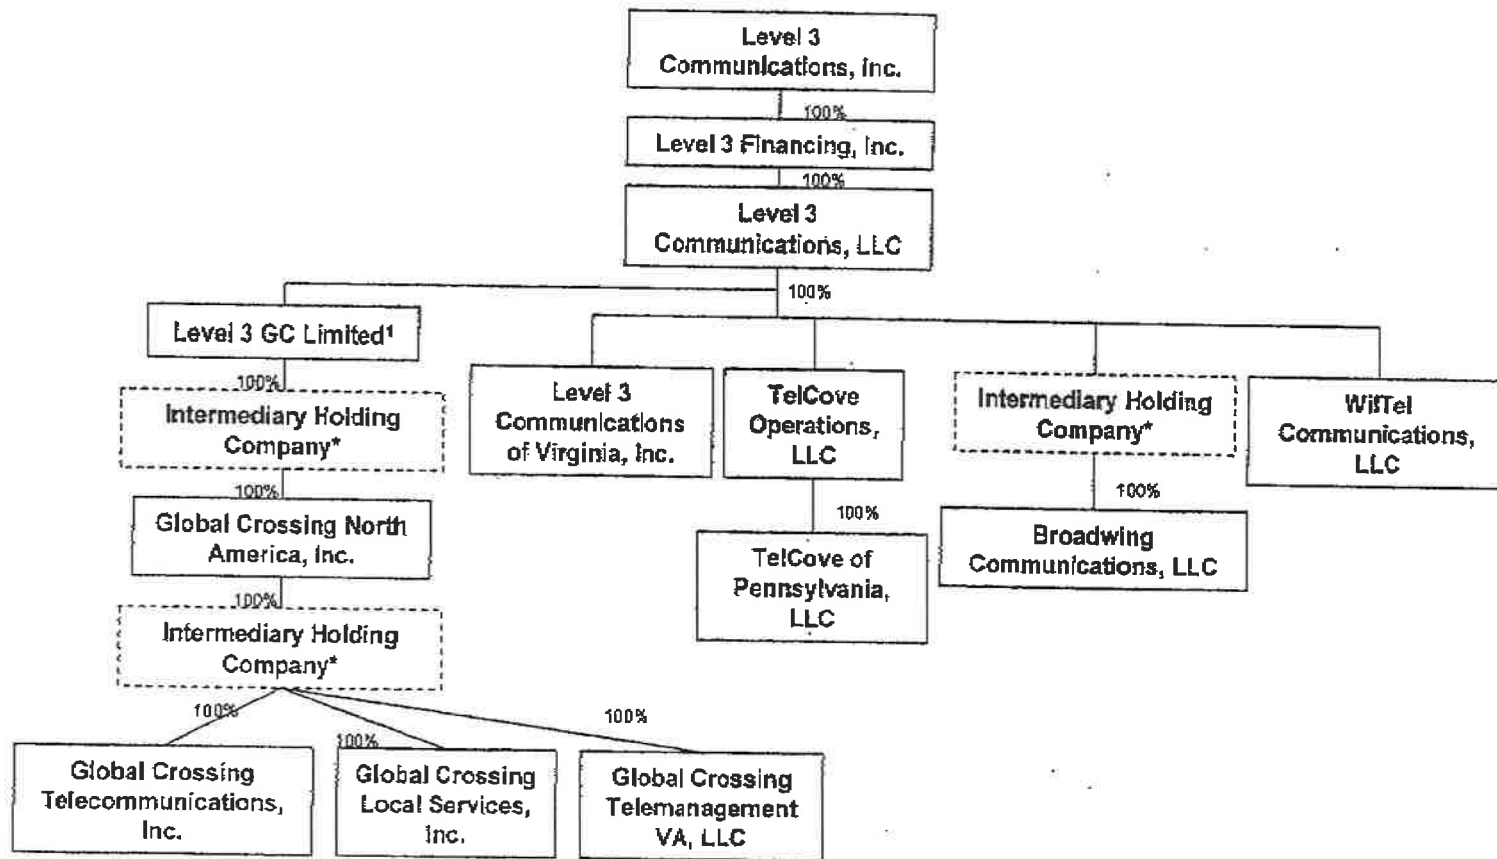 Level 3
Communications, Inc.
100%
Level 3 Financing, Inc.
100%
Level 3
Communications, LLC
100%
Level 3 GC Limited¹
100%
Intermediary Holding
Company*
100%
Global Crossing North
America, Inc.
100%
Intermediary Holding
Company*
100%
100%
100%
Global Crossing
Telecommunications,
Inc.
Global Crossing
Local Services,
Inc.
Global Crossing
Telemanagement
VA, LLC
Level 3
Communications
of Virginia, Inc.
TelCove
Operations,
LLC
100%
TelCove of
Pennsylvania,
LLC
Intermediary Holding
Company*
100%
Broadwing
Communications, LLC
WilTel
Communications,
LLC